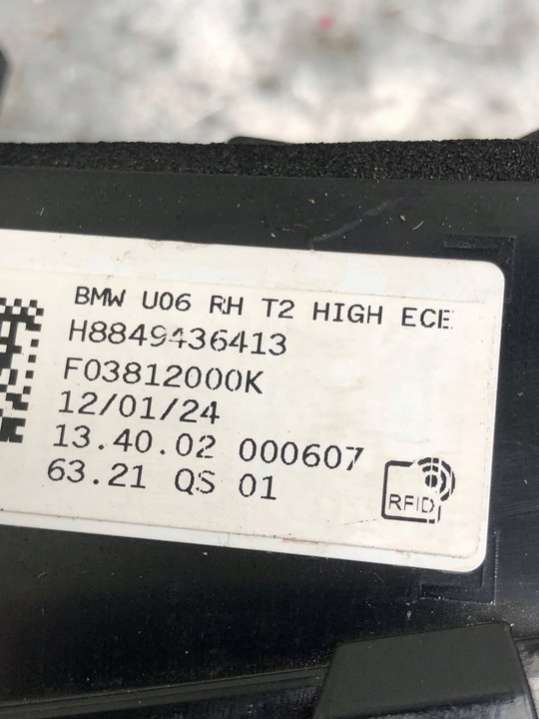 BMW U06 RH T2 HIGH ECE
H8849436413
F03812000K
12/01/24
13.40.02 000607
63.21 QS 01
RFID